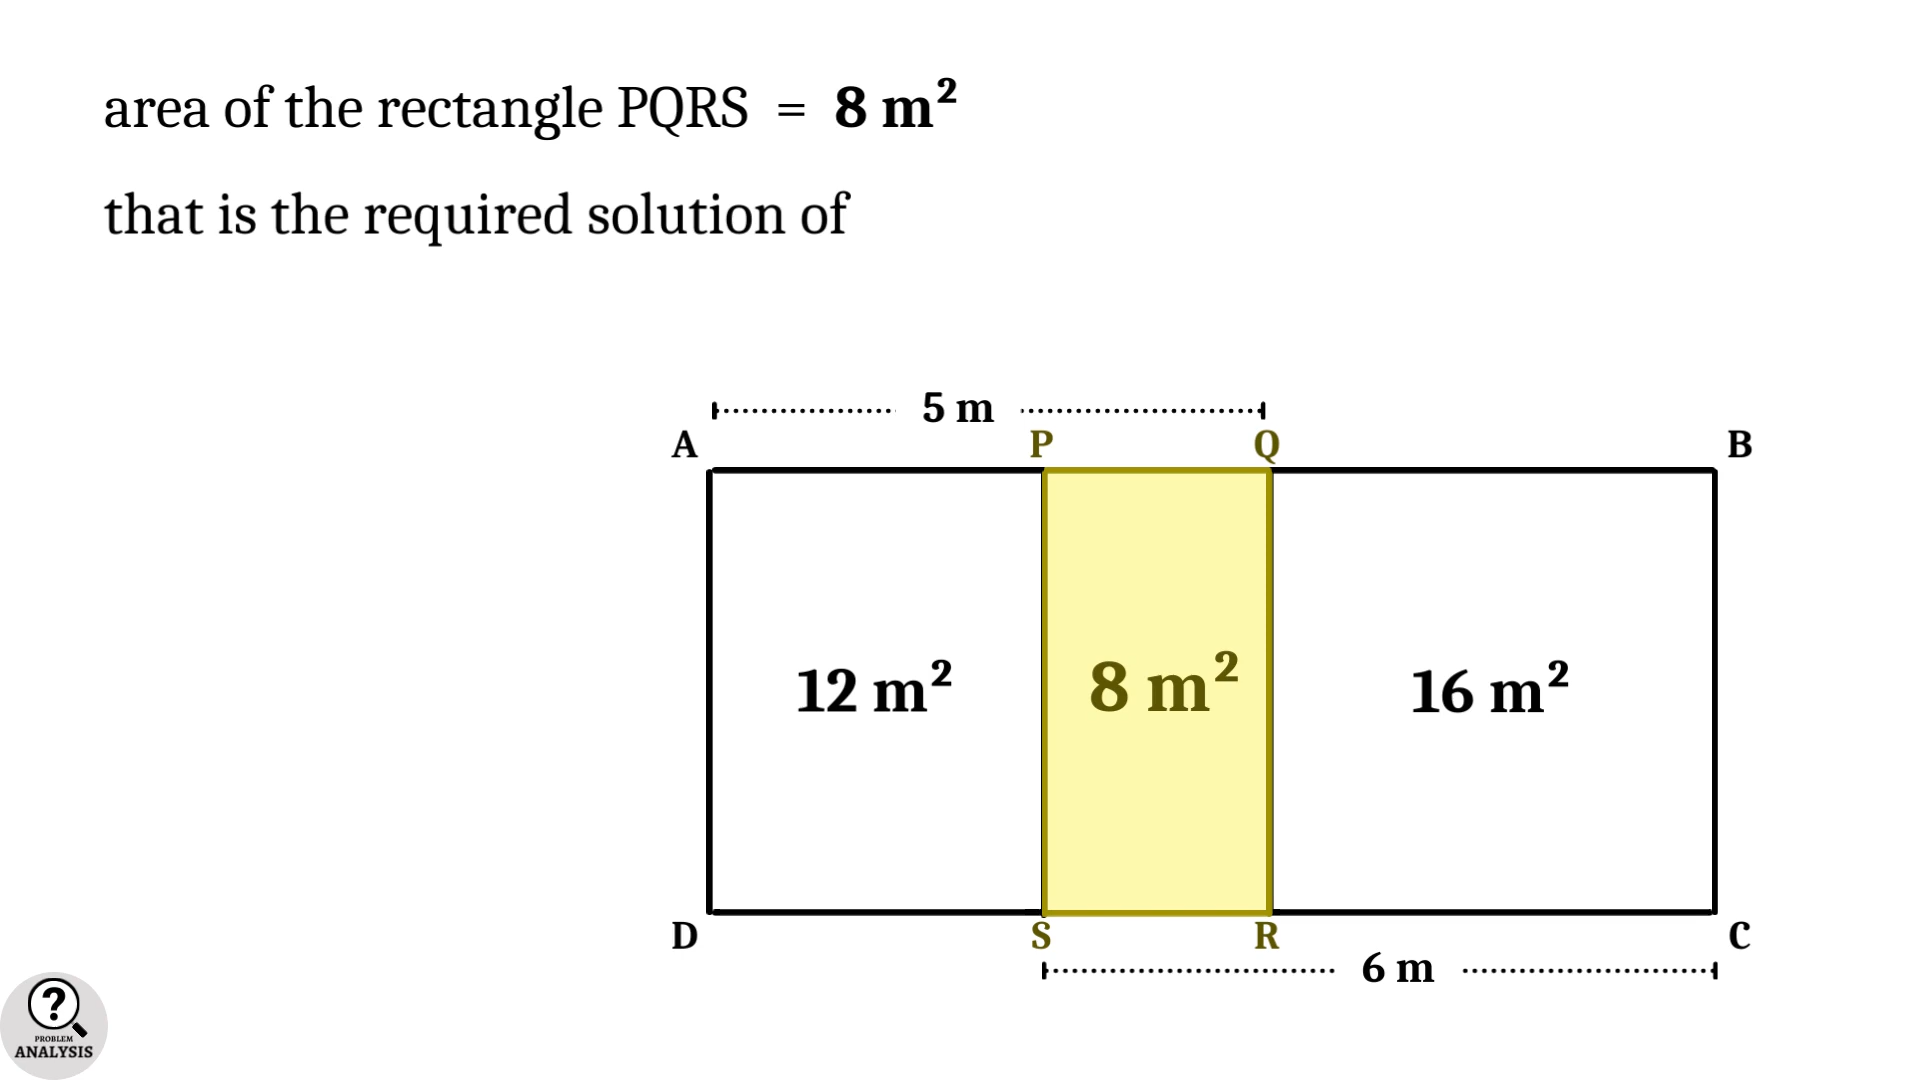 area of the rectangle PQRS = 8 m²
that is the required solution of
5 m
A P Q B
12 m² 8 m² 16 m²
D S R C
6 m
?
PROBLEM
ANALYSIS